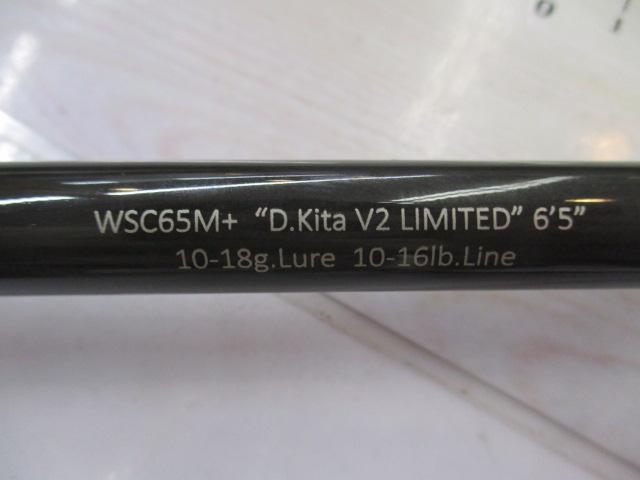 WSC65M+ “D.Kita V2 LIMITED” 6’5”
10-18g.Lure 10-16lb.Line